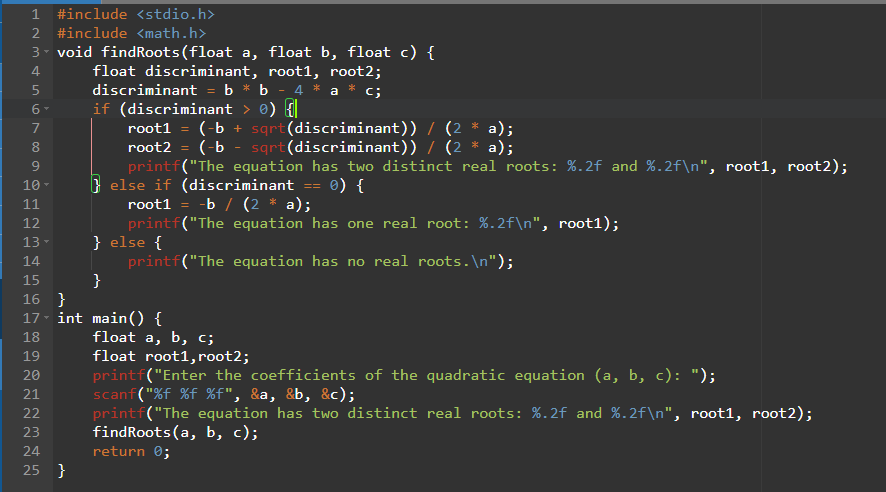 1 #include <stdio.h>
2 #include <math.h>
3 void findRoots(float a, float b, float c) {
4     float discriminant, root1, root2;
5     discriminant = b * b - 4 * a * c;
6     if (discriminant > 0) {
7         root1 = (-b + sqrt(discriminant)) / (2 * a);
8         root2 = (-b - sqrt(discriminant)) / (2 * a);
9         printf("The equation has two distinct real roots: %.2f and %.2f\n", root1, root2);
10     } else if (discriminant == 0) {
11         root1 = -b / (2 * a);
12         printf("The equation has one real root: %.2f\n", root1);
13     } else {
14         printf("The equation has no real roots.\n");
15     }
16 }
17 int main() {
18     float a, b, c;
19     float root1,root2;
20     printf("Enter the coefficients of the quadratic equation (a, b, c): ");
21     scanf("%f %f %f", &a, &b, &c);
22     printf("The equation has two distinct real roots: %.2f and %.2f\n", root1, root2);
23     findRoots(a, b, c);
24     return 0;
25 }